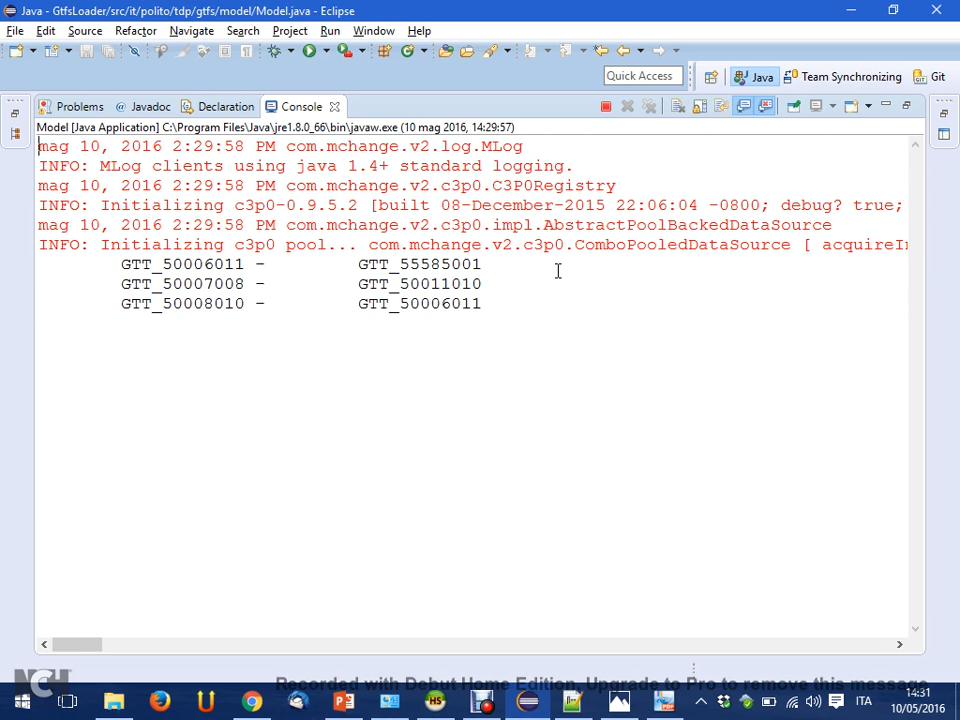 Java - GtfsLoader/src/it/polito/tdp/gtfs/model/Model.java - Eclipse
File Edit Source Refactor Navigate Search Project Run Window Help
Quick Access Java Team Synchronizing Git
Problems @ Javadoc Declaration Console
Model [Java Application] C:\Program Files\Java\jre1.8.0_66\bin\javaw.exe (10 mag 2016, 14:29:57)
mag 10, 2016 2:29:58 PM com.mchange.v2.log.MLog
INFO: MLog clients using java 1.4+ standard logging.
mag 10, 2016 2:29:58 PM com.mchange.v2.c3p0.C3P0Registry
INFO: Initializing c3p0-0.9.5.2 [built 08-December-2015 22:06:04 -0800; debug? true;
mag 10, 2016 2:29:58 PM com.mchange.v2.c3p0.impl.AbstractPoolBackedDataSource
INFO: Initializing c3p0 pool... com.mchange.v2.c3p0.ComboPooledDataSource [ acquireIn
GTT_50006011 - GTT_55585001
GTT_50007008 - GTT_50011010
GTT_50008010 - GTT_50006011
NCH
Recorded with Debut Home Edition, Upgrade to Pro to remove this message
14:31
ITA
10/05/2016